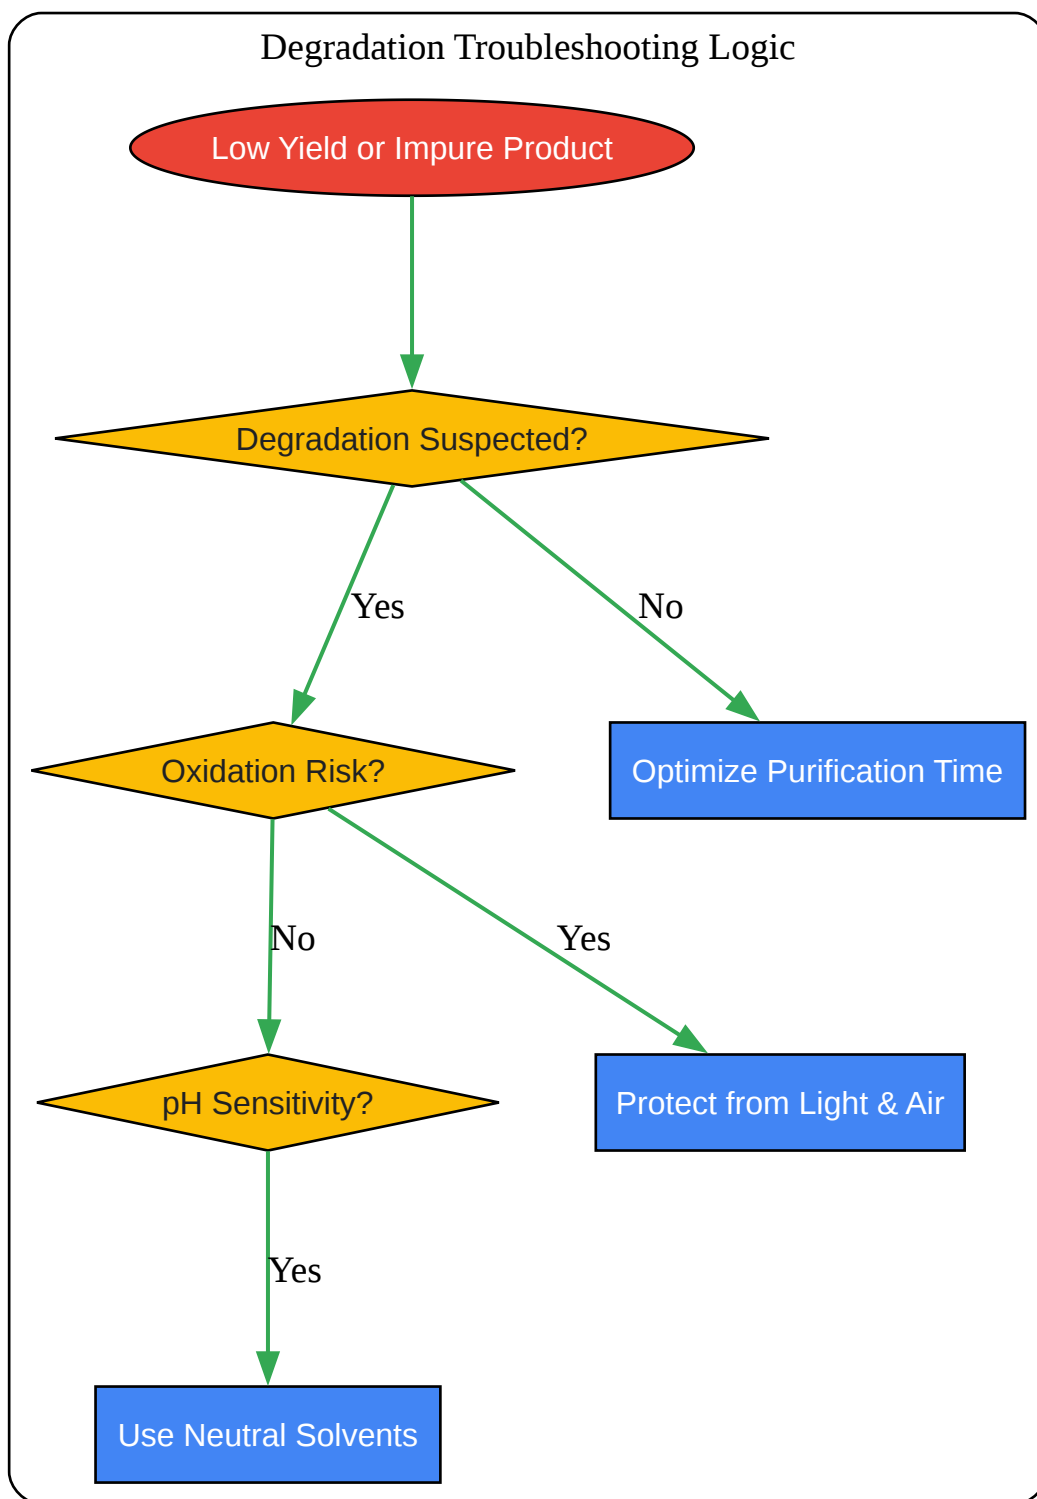 Degradation Troubleshooting Logic
Low Yield or Impure Product
Degradation Suspected?
Yes
No
Oxidation Risk?
Optimize Purification Time
No
Yes
pH Sensitivity?
Protect from Light & Air
Yes
Use Neutral Solvents